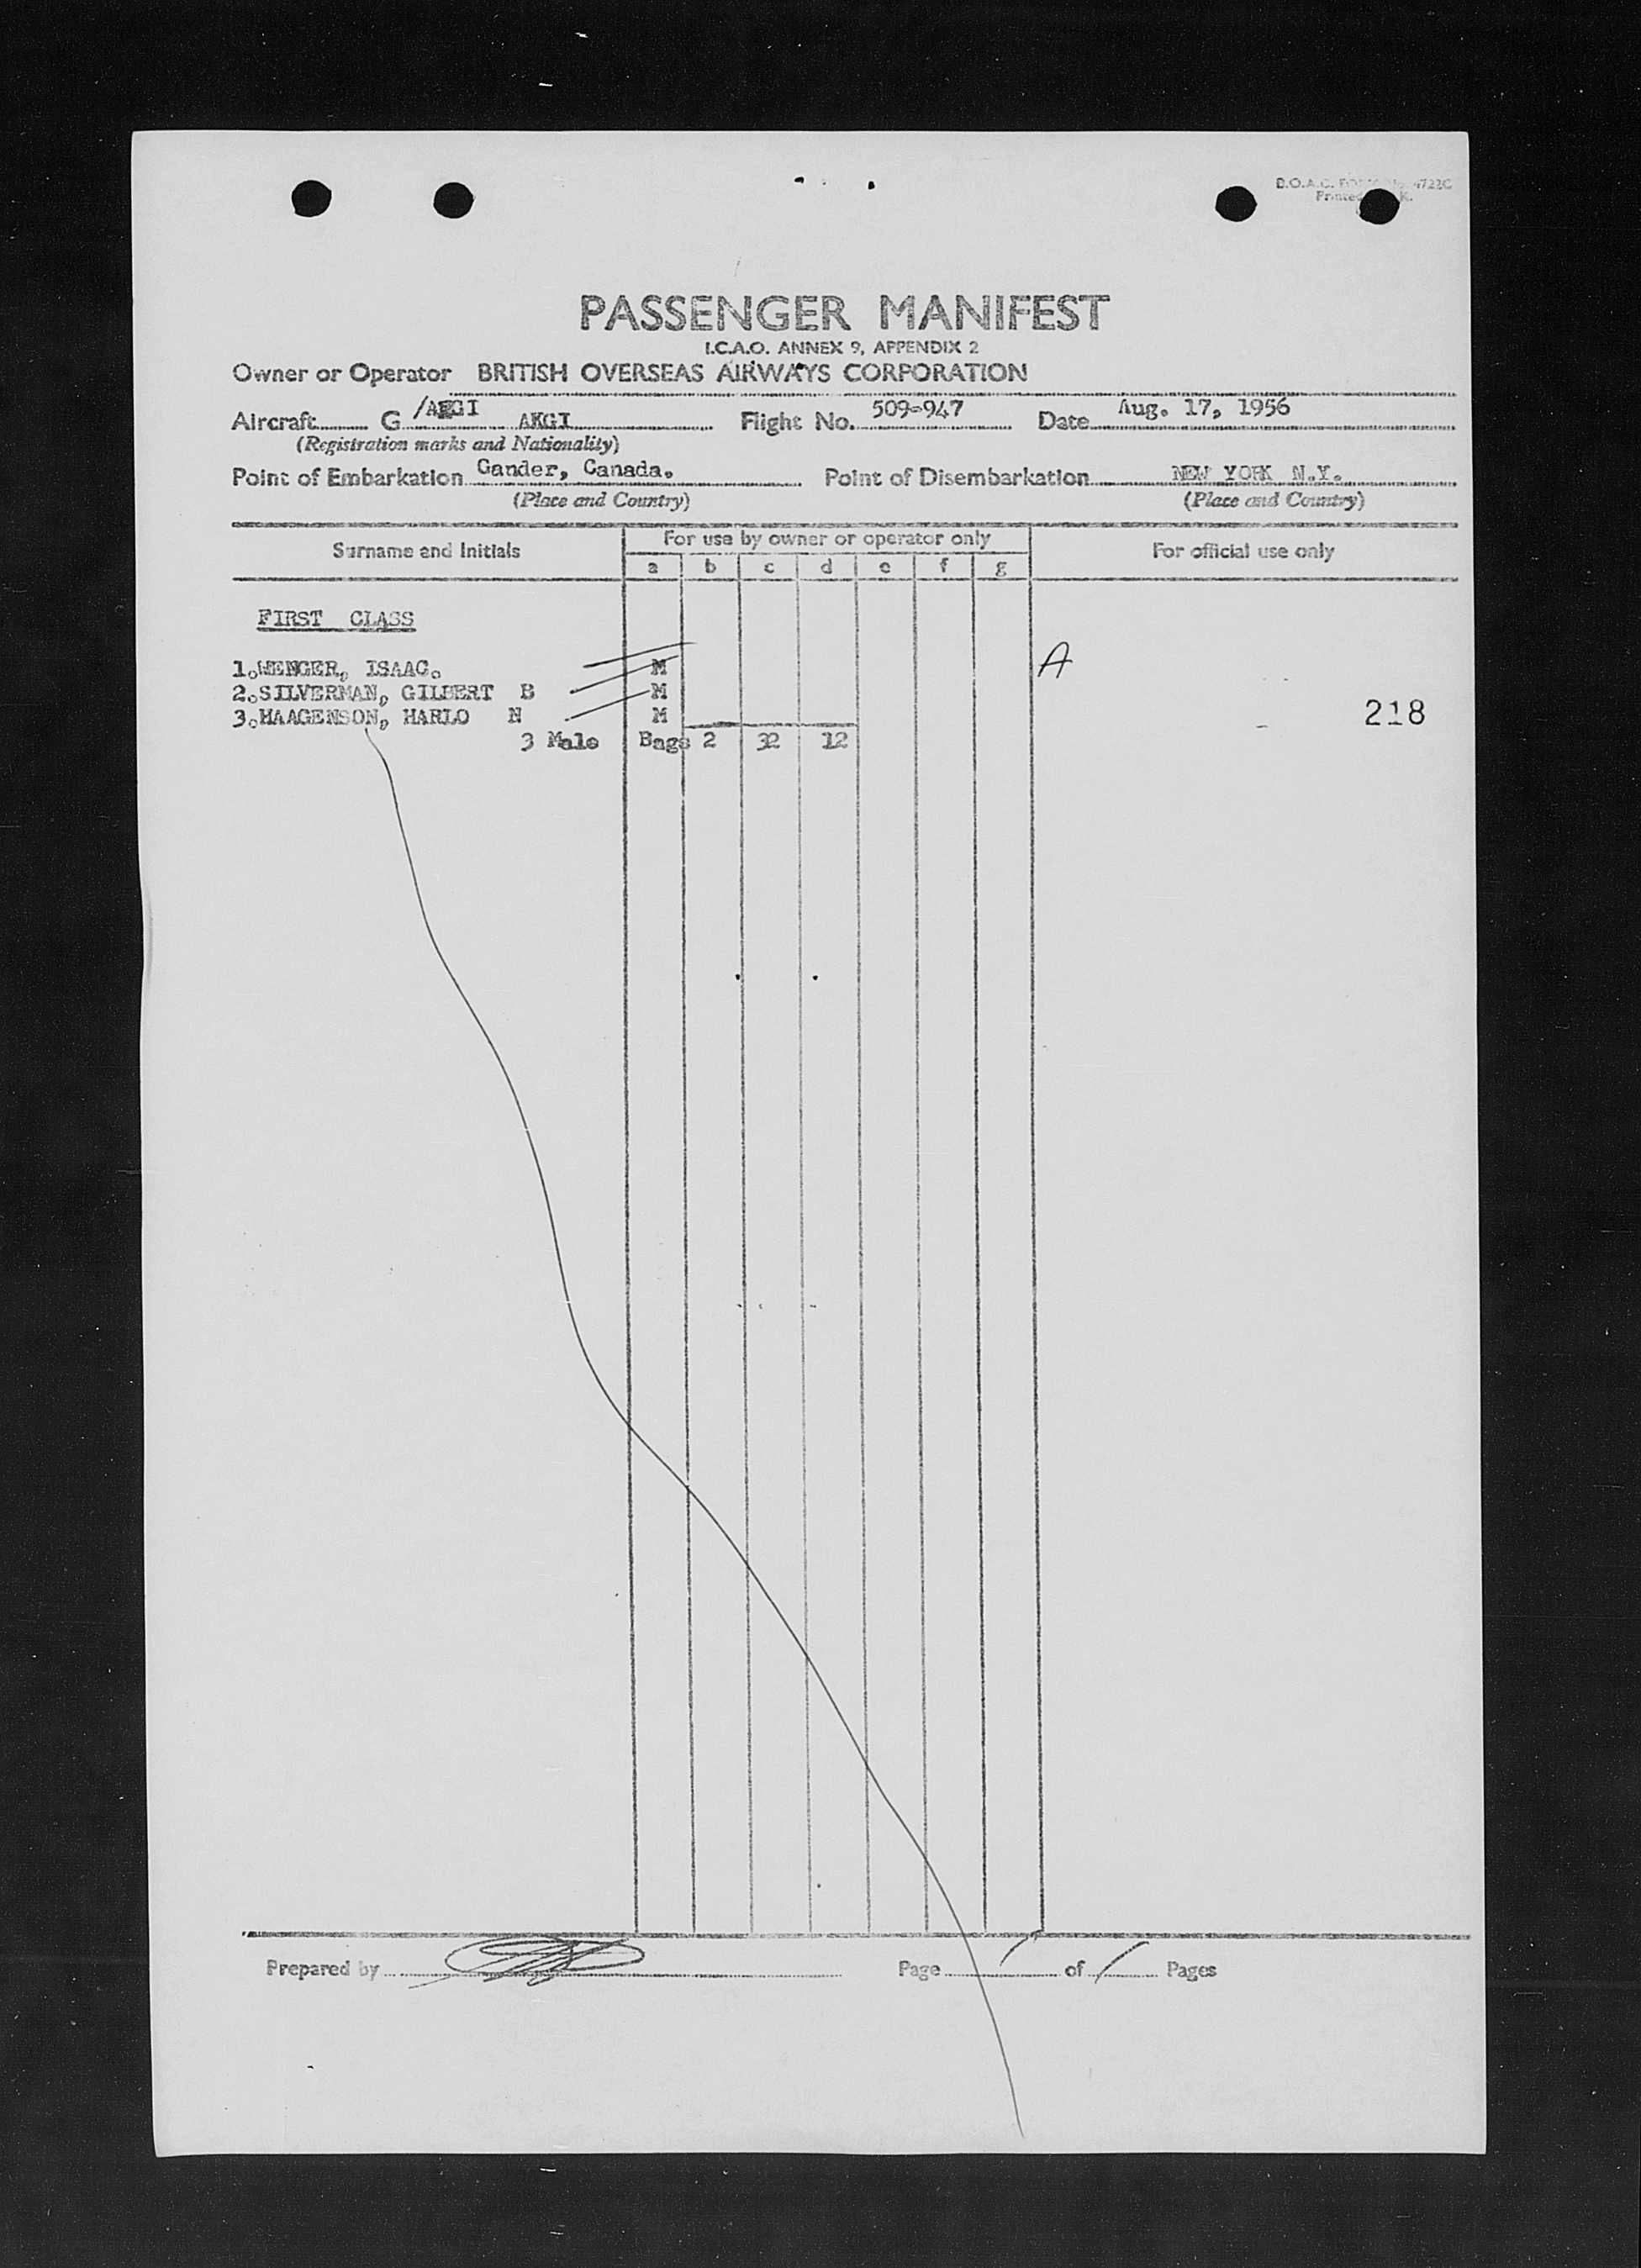 B.O.A.C. 4722C
Printed K.
PASSENGER MANIFEST
I.C.A.O. ANNEX 9, APPENDIX 2
Owner or Operator BRITISH OVERSEAS AIRWAYS CORPORATION
Aircraft G /AKGI AKGI Flight No. 509-947 Date Aug. 17, 1956
(Registration marks and Nationality)
Point of Embarkation Gander, Canada. Point of Disembarkation NEW YORK N.Y.
(Place and Country) (Place and Country)
Surname and Initials For use by owner or operator only For official use only
a b c d e f g
FIRST CLASS
1.WENGER, ISAAC. M A
2.SILVERMAN, GILBERT B M
3.HAAGENSON, HARLO N M 218
3 Male Bags 2 32 12
Prepared by Page 1 of 1 Pages